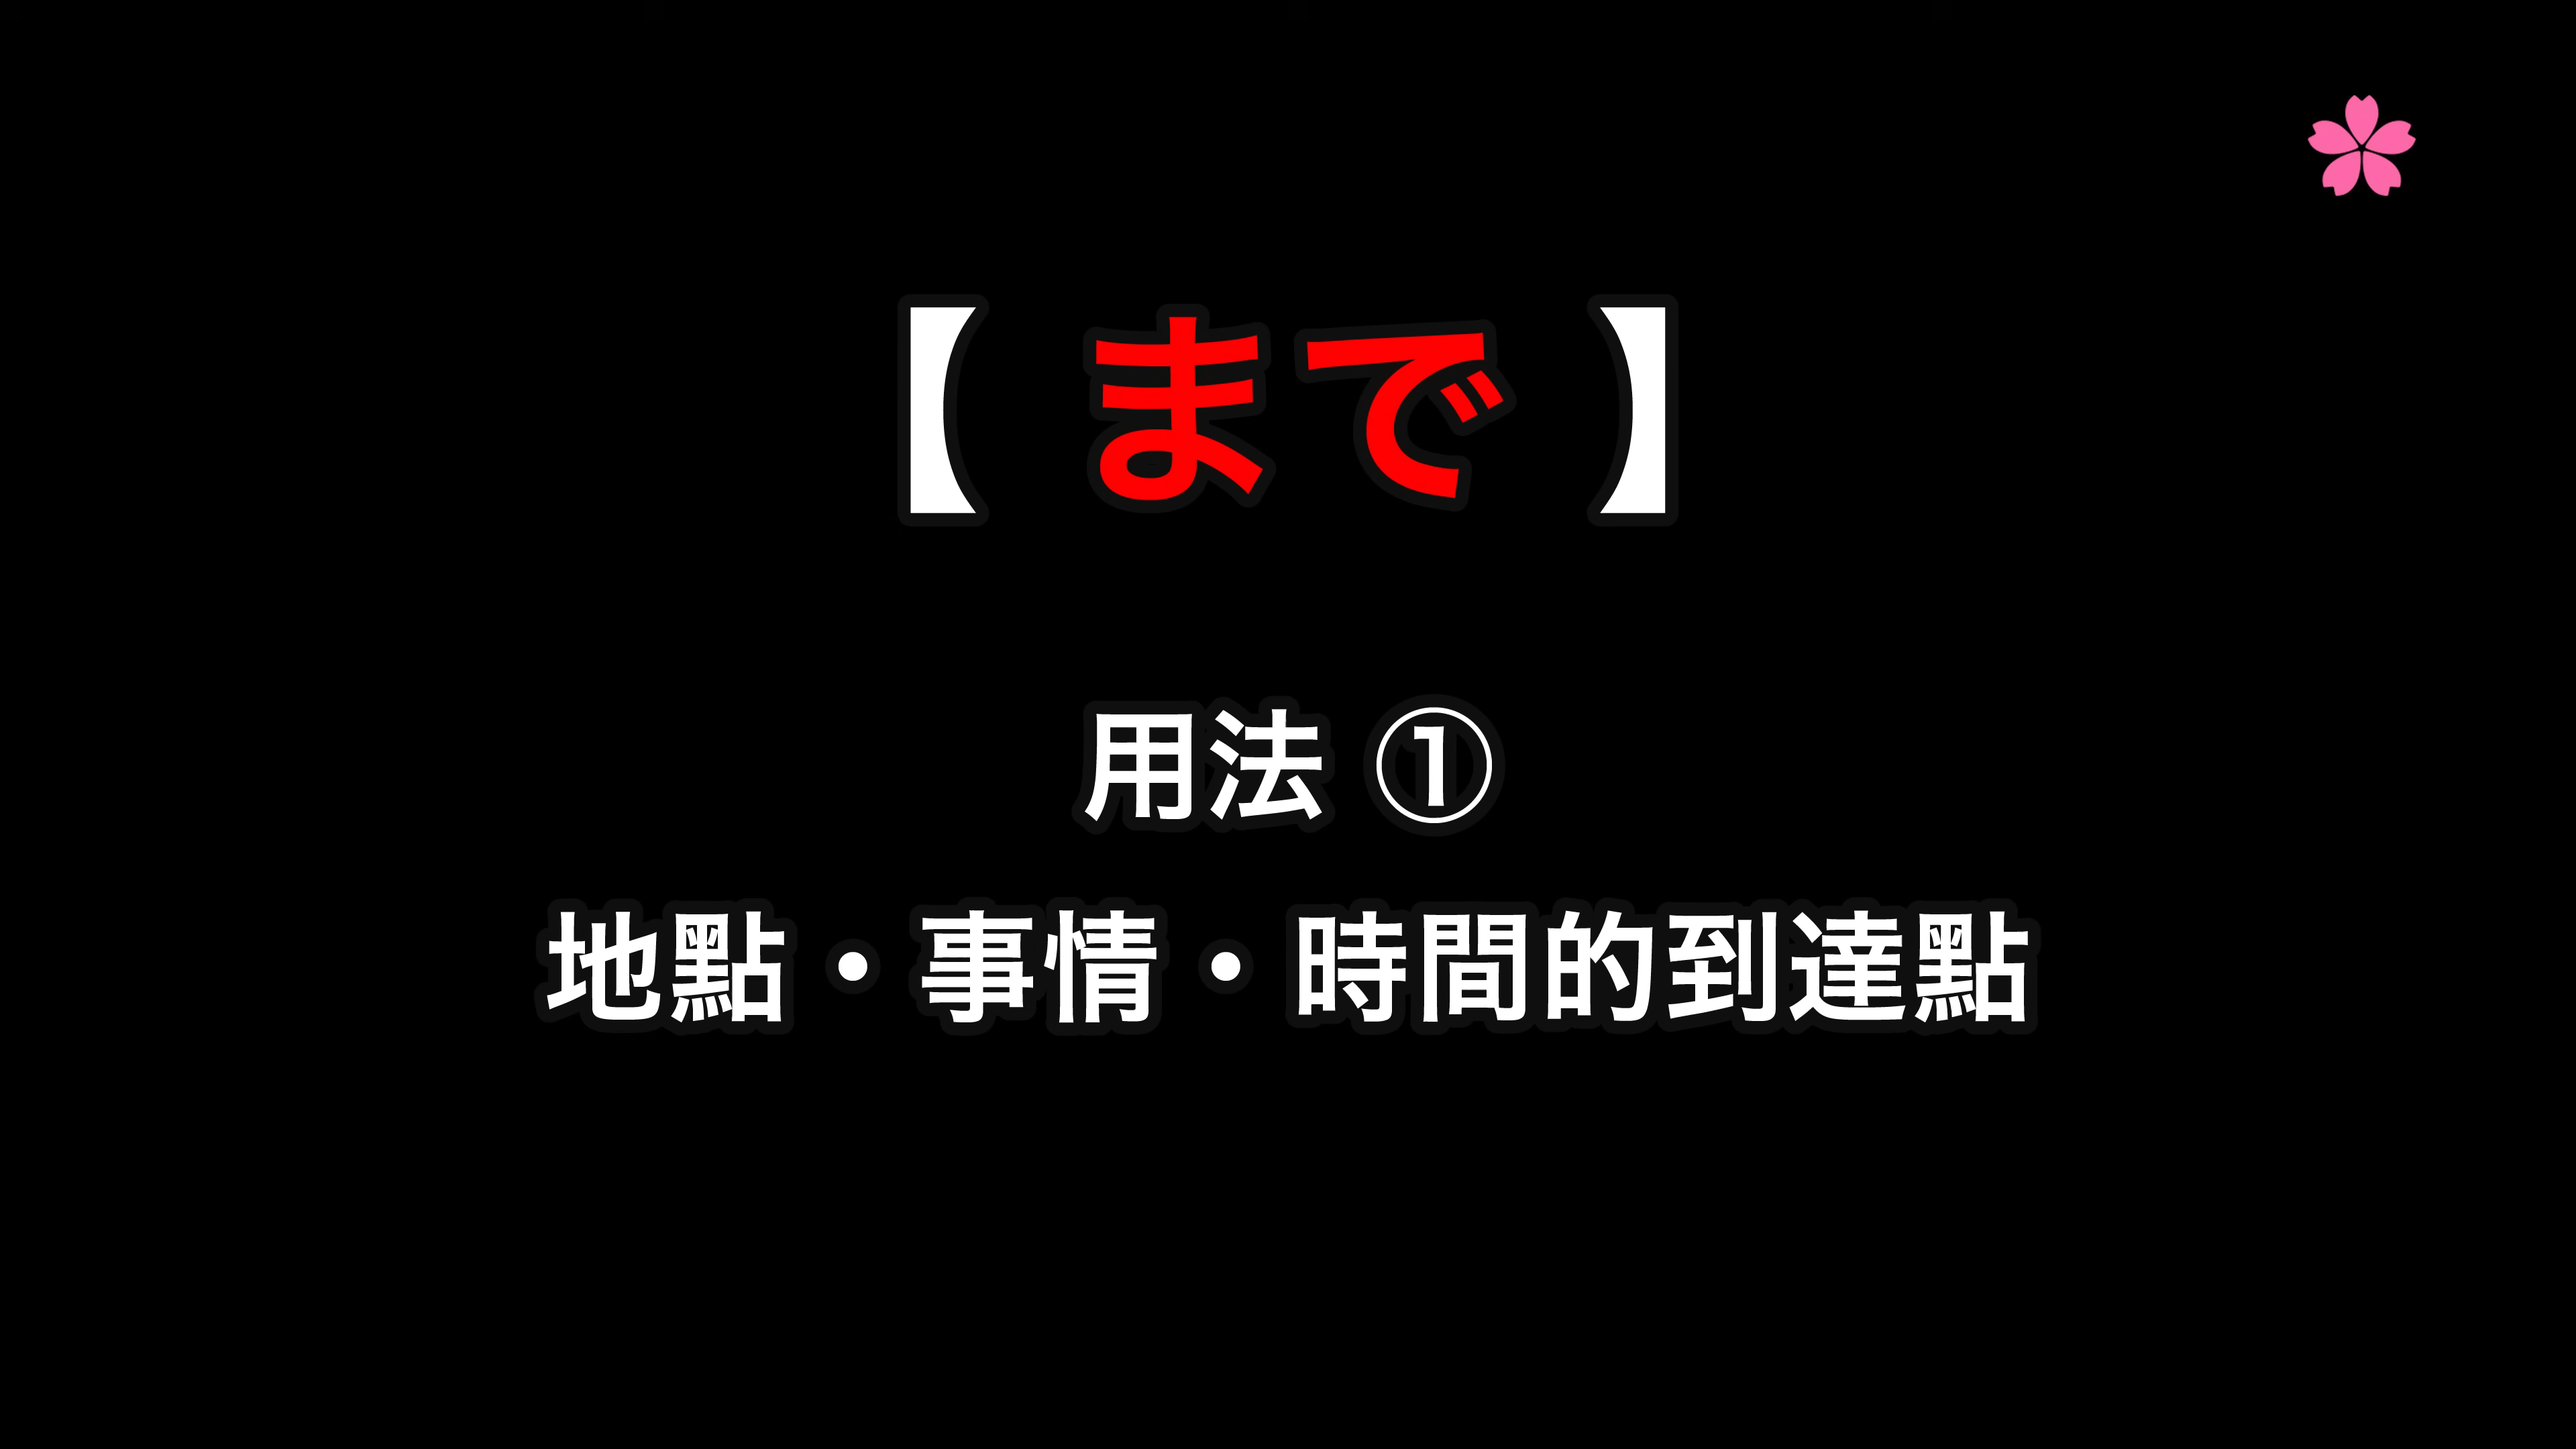 【 まで 】
用法 ①
地點・事情・時間的到達點